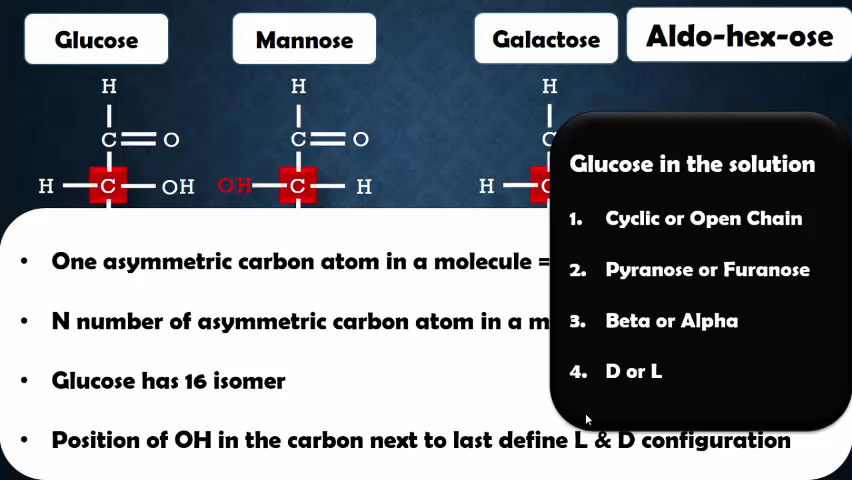 Glucose
Mannose
Galactose
Aldo-hex-ose
H
H
H
C O
C O
C
H C OH
OH C H
H C
Glucose in the solution
1. Cyclic or Open Chain
2. Pyranose or Furanose
3. Beta or Alpha
4. D or L
• One asymmetric carbon atom in a molecule =
• N number of asymmetric carbon atom in a m
• Glucose has 16 isomer
• Position of OH in the carbon next to last define L & D configuration